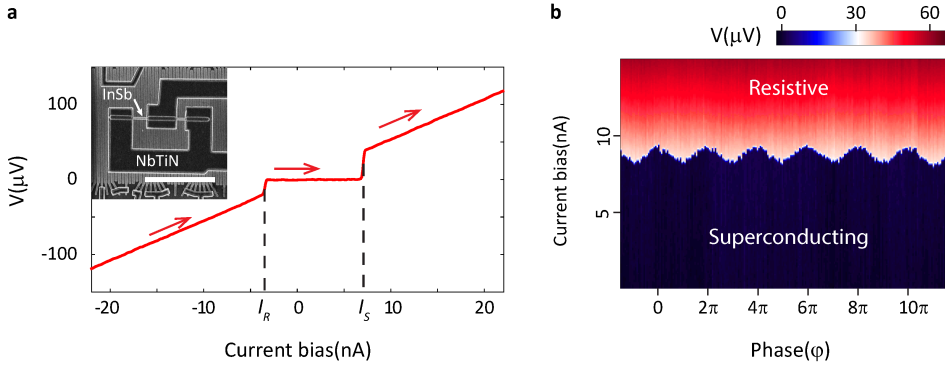 a
100
0
-100
V(μV)
InSb
NbTiN
-20
-10
I_R
0
I_S
10
20
Current bias(nA)
b
V(μV)
0
30
60
10
5
Current bias(nA)
Resistive
Superconducting
0
2π
4π
6π
8π
10π
Phase(φ)